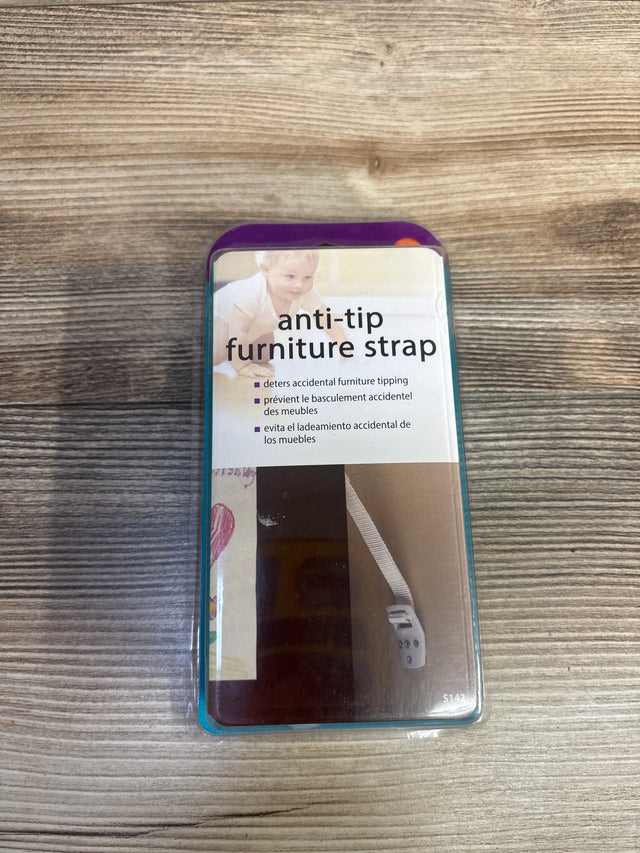 anti-tip
furniture strap
deters accidental furniture tipping
prévient le basculement accidentel
des meubles
evita el ladeamiento accidental de
los muebles
S142